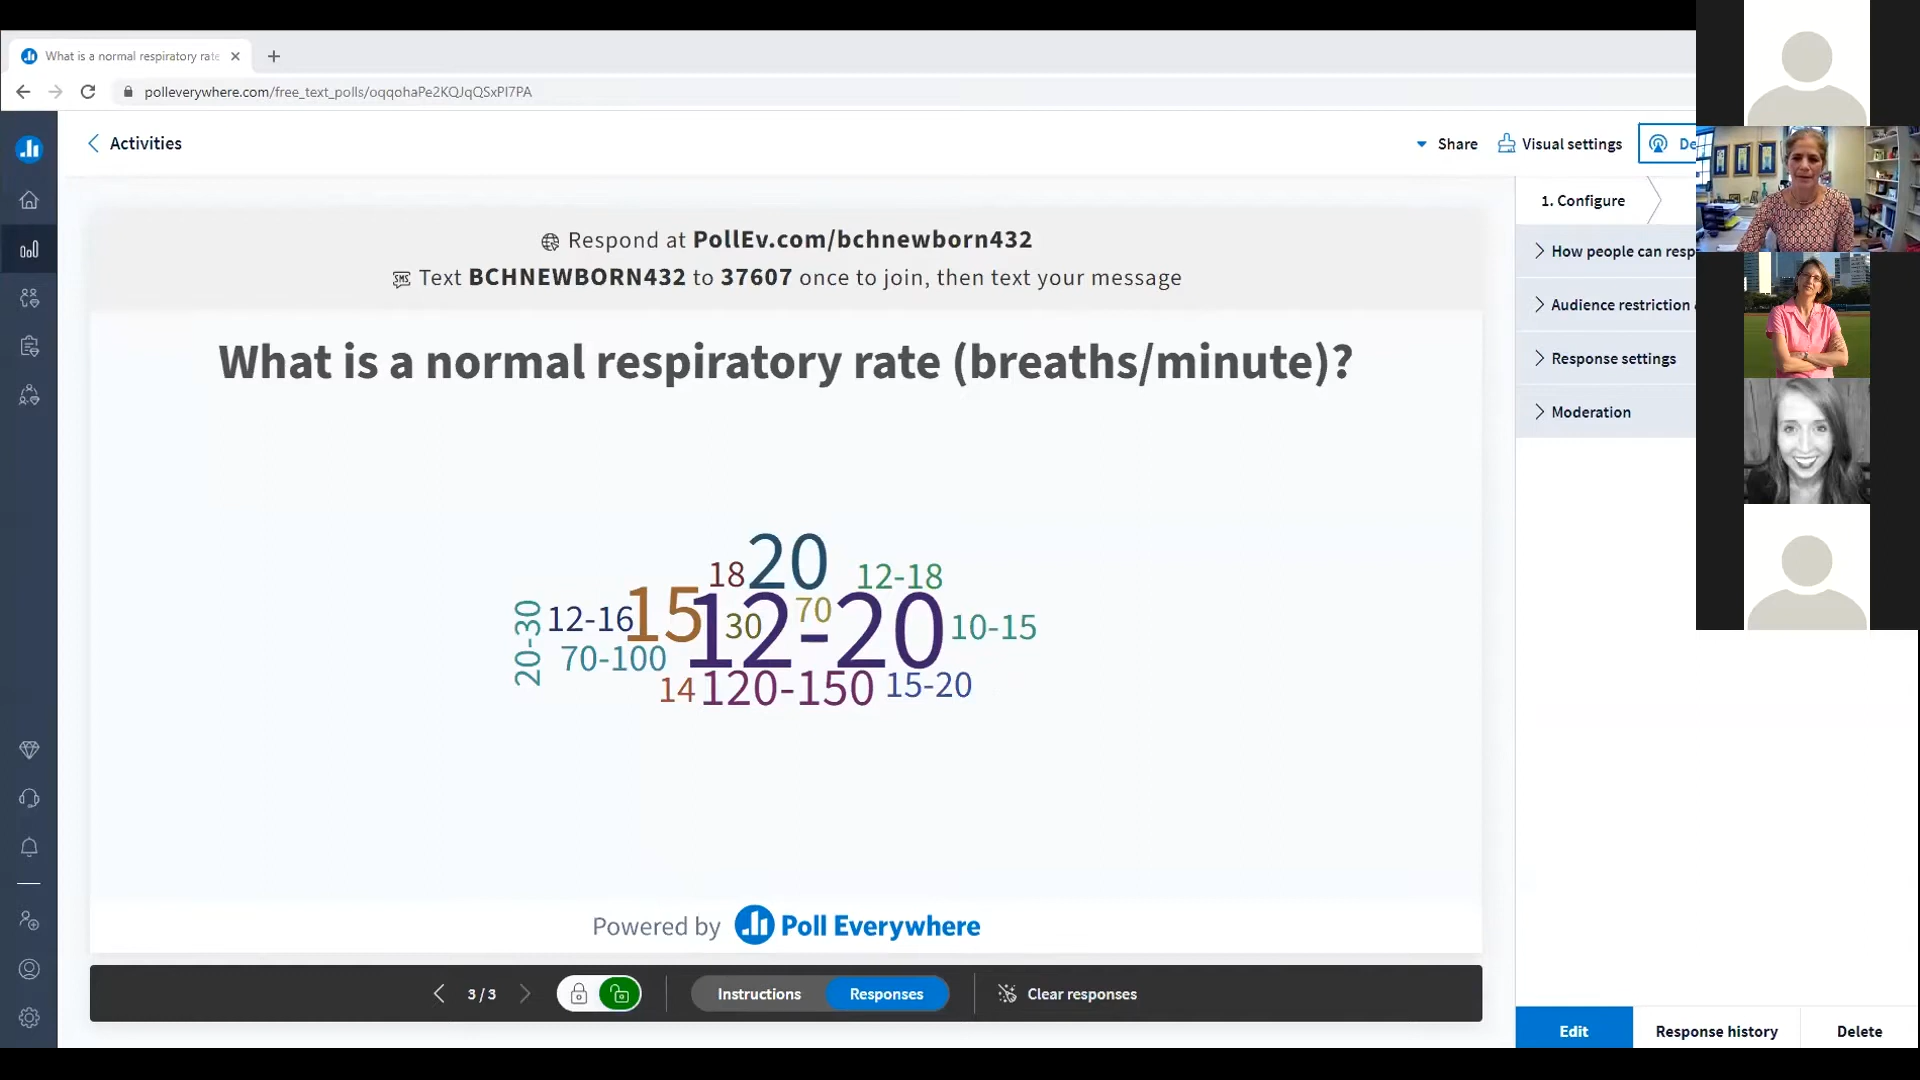 What is a normal respiratory rate
polleverywhere.com/free_text_polls/oqqohaPe2KQJqQSxPI7PA
Activities
Share
Visual settings
De
Respond at PollEv.com/bchnewborn432
Text BCHNEWBORN432 to 37607 once to join, then text your message
What is a normal respiratory rate (breaths/minute)?
20
18
12-18
15
12-20
70
30
12-16
20-30
10-15
70-100
14
120-150
15-20
Powered by Poll Everywhere
3 / 3
Instructions
Responses
Clear responses
1. Configure
How people can resp
Audience restriction
Response settings
Moderation
Edit
Response history
Delete